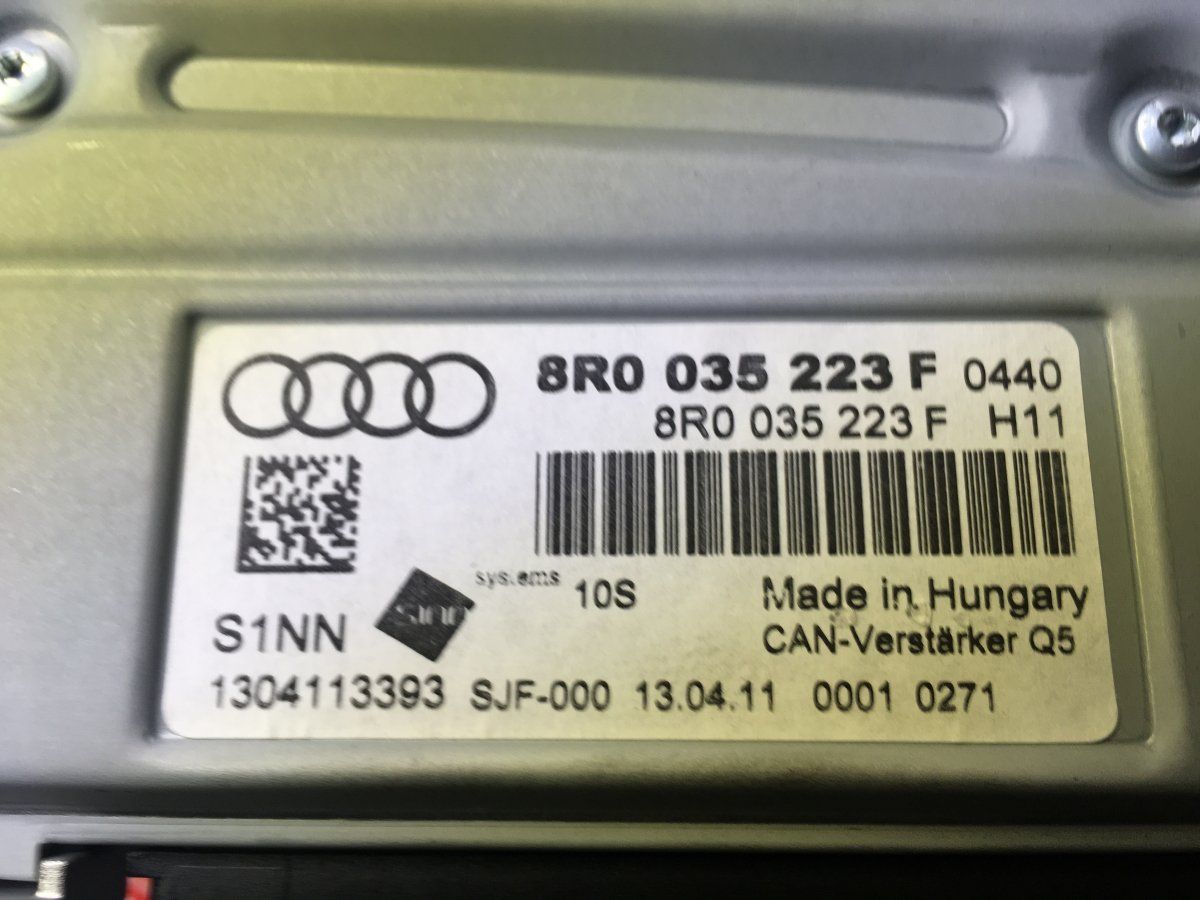 8R0 035 223 F 0440
8R0 035 223 F H11
systems 10S
Made in Hungary
S1NN
CAN-Verstärker Q5
1304113393 SJF-000 13.04.11 0001 0271